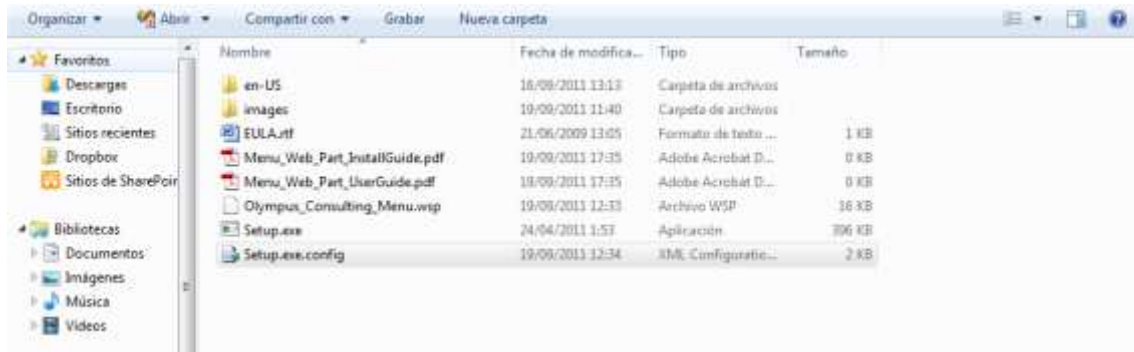 Organizar Abrir Compartir con Grabar Nueva carpeta
Favoritos
Descargas
Escritorio
Sitios recientes
Dropbox
Sitios de SharePoir
Bibliotecas
Documentos
Imágenes
Música
Vídeos
Nombre Fecha de modifica... Tipo Tamaño
en-US 16/09/2011 13:13 Carpeta de archivos
images 19/09/2011 11:40 Carpeta de archivos
EULA.rtf 21/06/2009 13:05 Formato de texto ... 1 KB
Menu_Web_Part_InstallGuide.pdf 19/09/2011 17:35 Adobe Acrobat D... 0 KB
Menu_Web_Part_UserGuide.pdf 19/09/2011 17:35 Adobe Acrobat D... 0 KB
Olympus_Consulting_Menu.wsp 19/09/2011 12:33 Archivo WSP 16 KB
Setup.exe 24/04/2011 1:53 Aplicación 396 KB
Setup.exe.config 19/09/2011 12:34 XML Configuratio... 2 KB